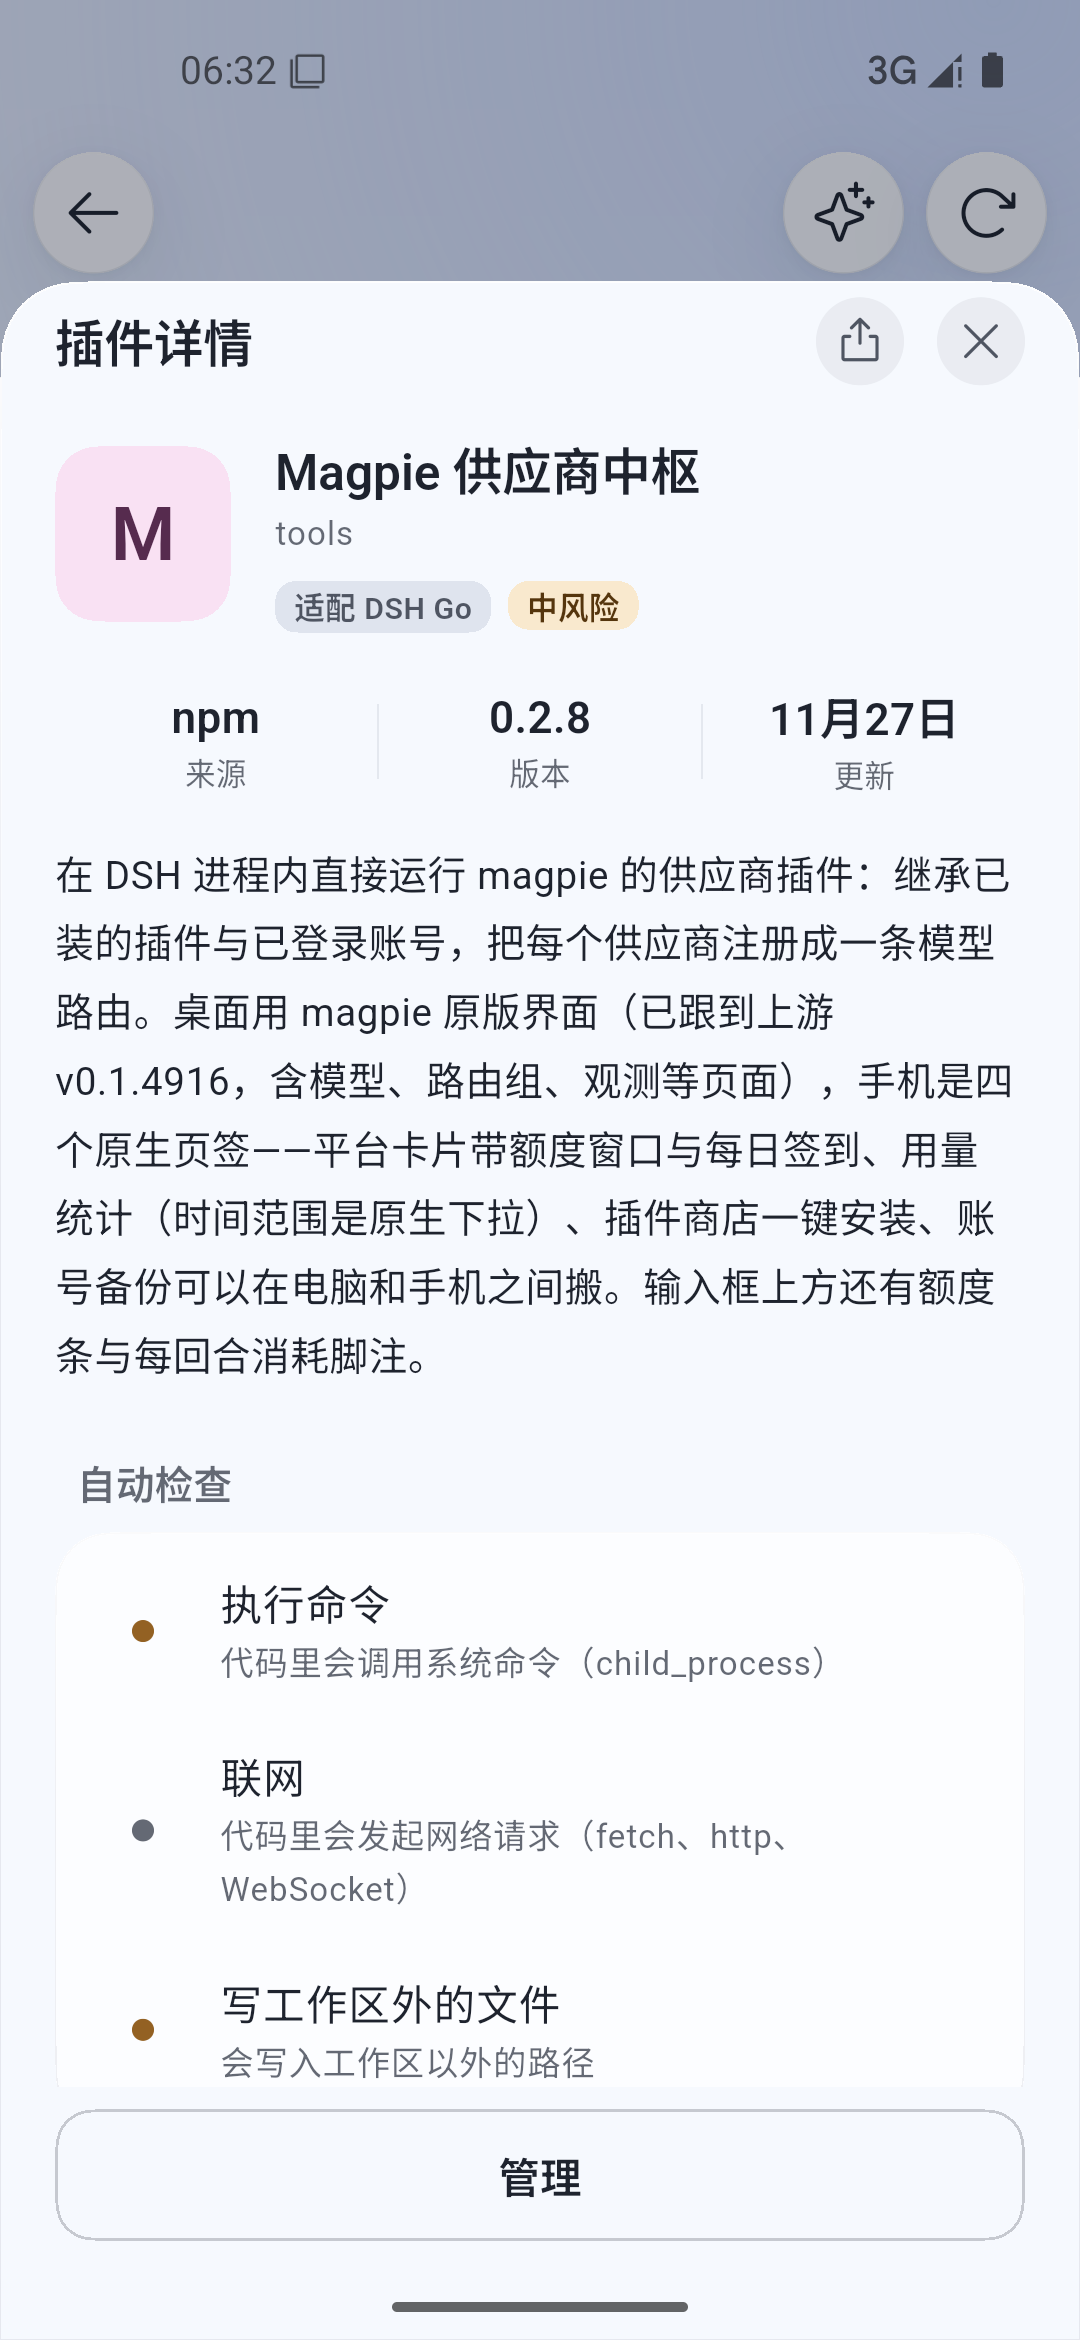 06:32
3G
插件详情
M
Magpie 供应商中枢
tools
适配 DSH Go
中风险
npm
来源
0.2.8
版本
11月27日
更新
在 DSH 进程内直接运行 magpie 的供应商插件：继承已
装的插件与已登录账号，把每个供应商注册成一条模型
路由。桌面用 magpie 原版界面（已跟到上游
v0.1.4916，含模型、路由组、观测等页面），手机是四
个原生页签——平台卡片带额度窗口与每日签到、用量
统计（时间范围是原生下拉）、插件商店一键安装、账
号备份可以在电脑和手机之间搬。输入框上方还有额度
条与每回合消耗脚注。
自动检查
执行命令
代码里会调用系统命令（child_process）
联网
代码里会发起网络请求（fetch、http、
WebSocket）
写工作区外的文件
会写入工作区以外的路径
管理